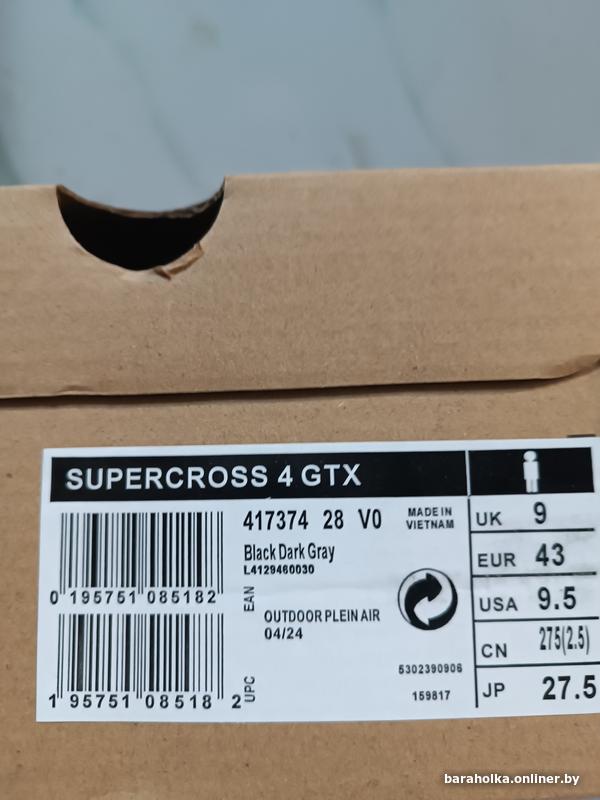 SUPERCROSS 4 GTX
417374 28 V0
MADE IN
VIETNAM
Black Dark Gray
L4129460030
0 195751 085182
EAN
OUTDOOR PLEIN AIR
04/24
5302390906
159817
1 95751 08518 2
UPC
UK 9
EUR 43
USA 9.5
CN 275(2.5)
JP 27.5
baraholka.onliner.by